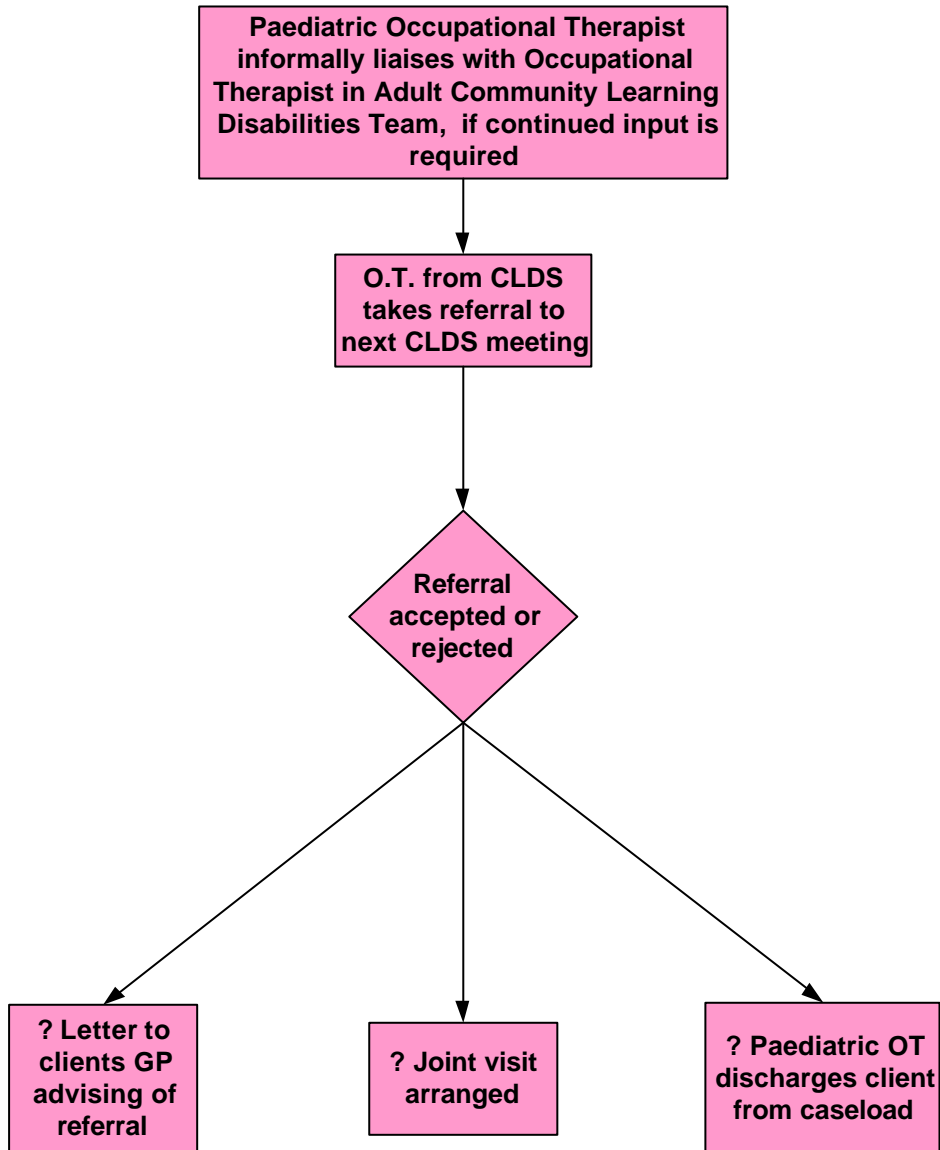 Paediatric Occupational Therapist
informally liaises with Occupational
Therapist in Adult Community Learning
Disabilities Team, if continued input is
required
O.T. from CLDS
takes referral to
next CLDS meeting
Referral
accepted or
rejected
? Letter to
clients GP
advising of
referral
? Joint visit
arranged
? Paediatric OT
discharges client
from caseload